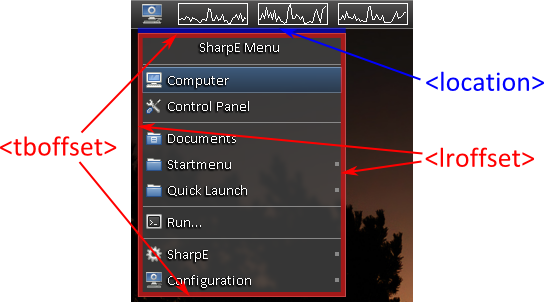 SharpE Menu
<location>
Computer
Control Panel
<tboffset>
Documents
<lroffset>
Startmenu
Quick Launch
Run...
SharpE
Configuration